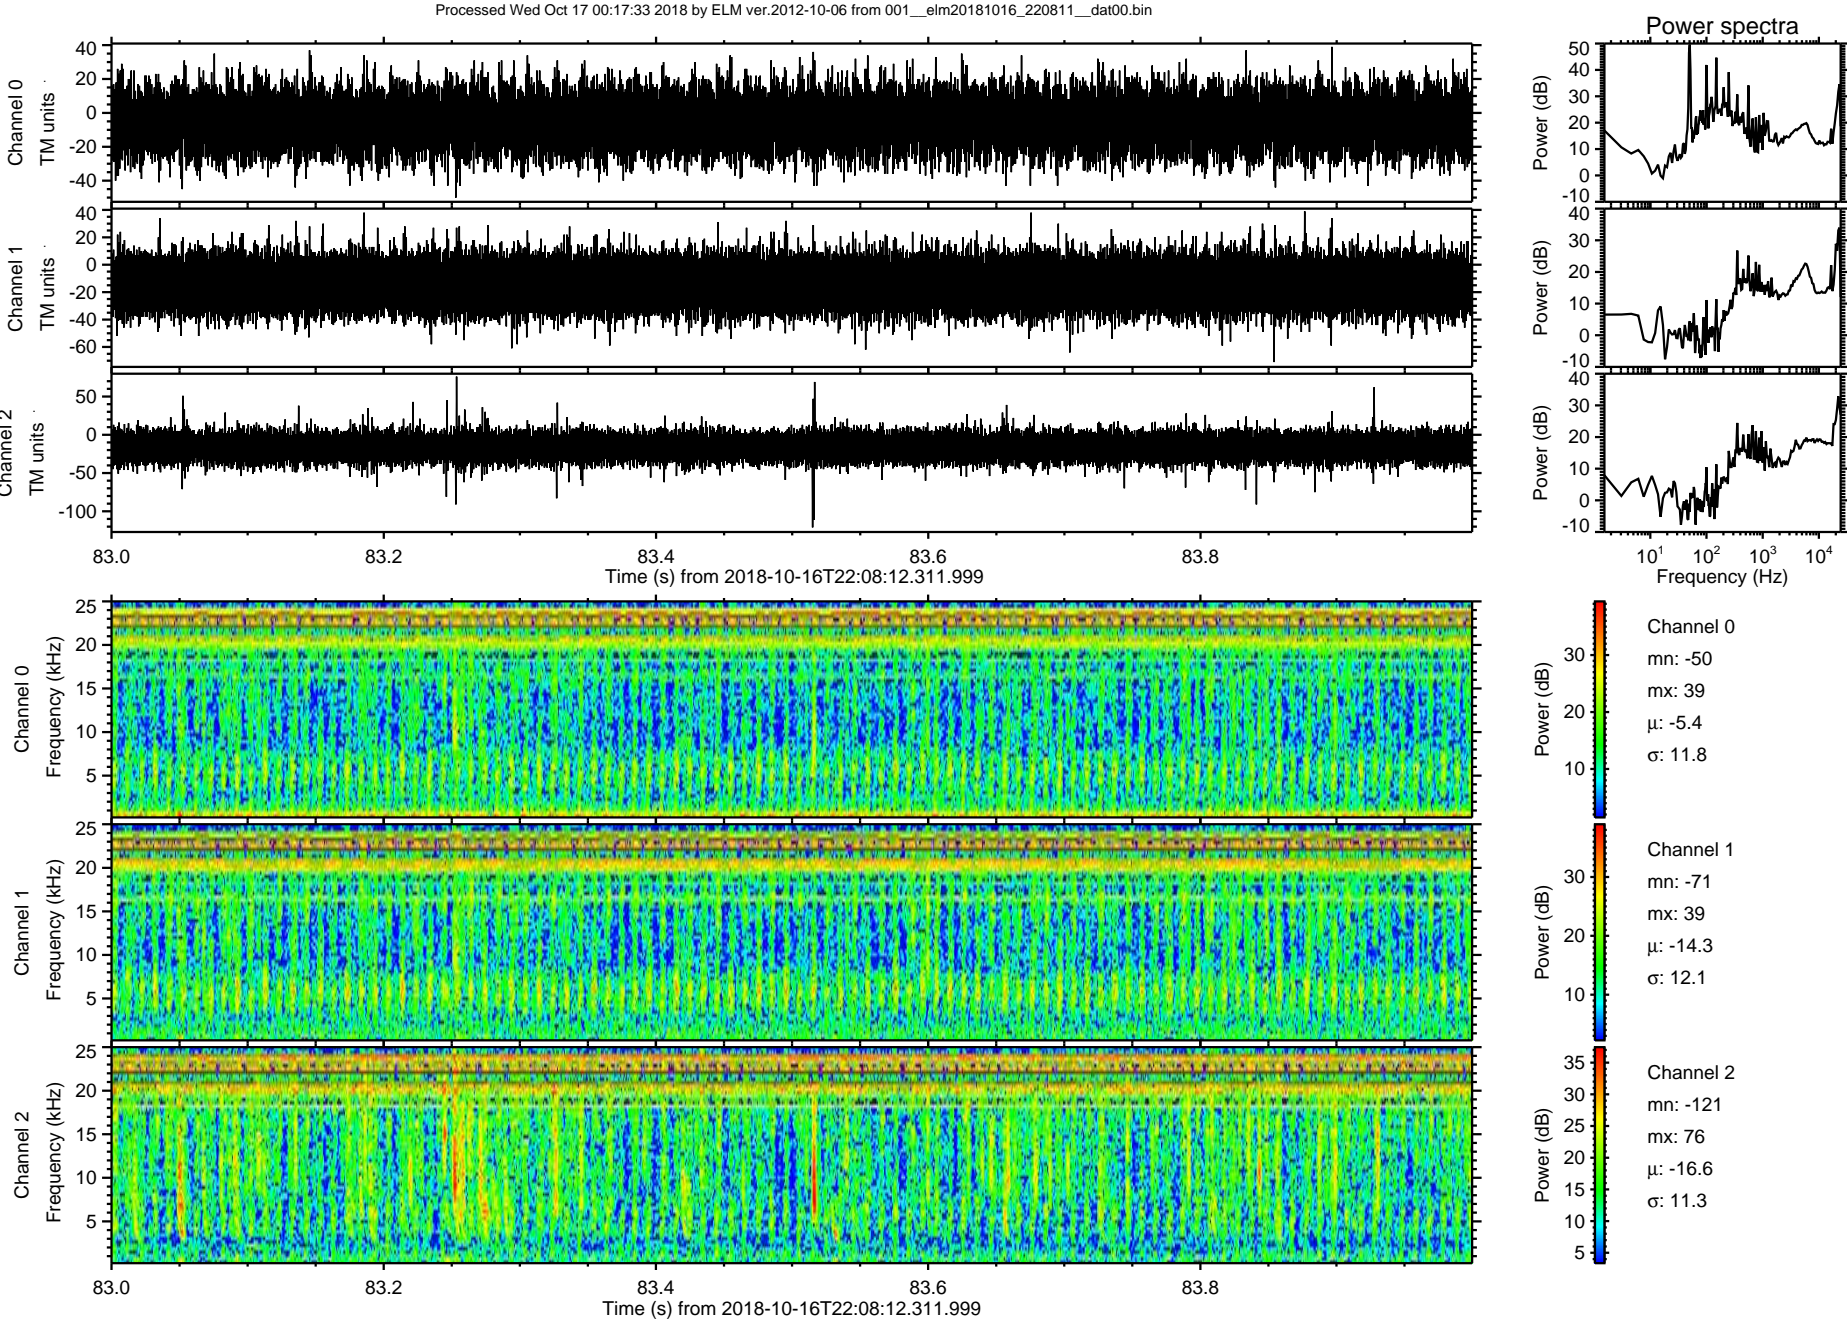 Processed Wed Oct 17 00:17:33 2018 by ELM ver.2012-10-06 from 001__elm20181016_220811__dat00.bin
Power spectra
Channel 0
TM units
40
20
0
-20
-40
Power (dB)
50
40
30
20
10
0
-10
Channel 1
TM units
40
20
0
-20
-40
-60
Power (dB)
40
30
20
10
0
-10
Channel 2
TM units
50
0
-50
-100
Power (dB)
40
30
20
10
0
-10
83.0 83.2 83.4 83.6 83.8
Time (s) from 2018-10-16T22:08:12.311.999
10^1 10^2 10^3 10^4
Frequency (Hz)
Channel 0
Frequency (kHz)
25
20
15
10
5
Power (dB)
30
20
10
Channel 0
mn: -50
mx: 39
μ: -5.4
σ: 11.8
Channel 1
Frequency (kHz)
25
20
15
10
5
Power (dB)
30
20
10
Channel 1
mn: -71
mx: 39
μ: -14.3
σ: 12.1
Channel 2
Frequency (kHz)
25
20
15
10
5
Power (dB)
35
30
25
20
15
10
5
Channel 2
mn: -121
mx: 76
μ: -16.6
σ: 11.3
83.0 83.2 83.4 83.6 83.8
Time (s) from 2018-10-16T22:08:12.311.999